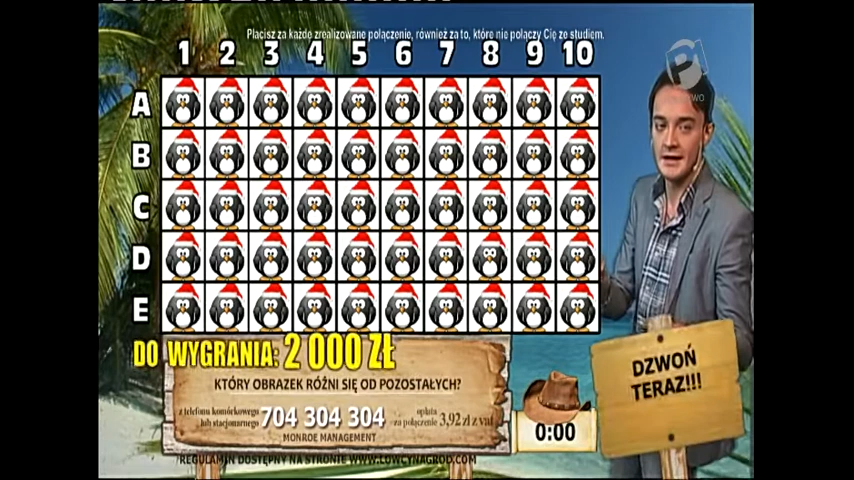 Płacisz za każde zrealizowane połączenie, również za to, które nie połączy Cię ze studiem.
1 2 3 4 5 6 7 8 9 10
A
B
C
D
E
DO WYGRANIA: 2 000 ZŁ
KTÓRY OBRAZEK RÓŻNI SIĘ OD POZOSTAŁYCH?
z telefonu komórkowego
lub stacjonarnego
704 304 304
opłata
za połączenie 3,92 zł z vat
MONROE MANAGEMENT
REGULAMIN DOSTĘPNY NA STRONIE WWW.LOWCYNAGROD.COM
DZWOŃ
TERAZ!!!
0:00